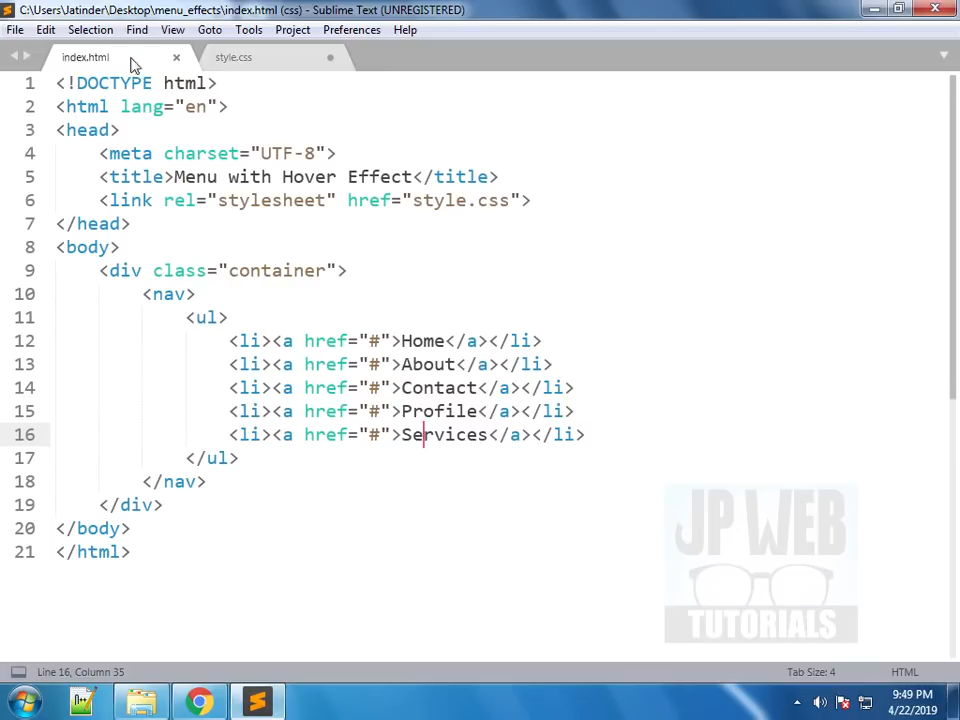 C:\Users\latinder\Desktop\menu_effects\index.html (css) - Sublime Text (UNREGISTERED)
File Edit Selection Find View Goto Tools Project Preferences Help
index.html style.css
1 <!DOCTYPE html>
2 <html lang="en">
3 <head>
4 <meta charset="UTF-8">
5 <title>Menu with Hover Effect</title>
6 <link rel="stylesheet" href="style.css">
7 </head>
8 <body>
9 <div class="container">
10 <nav>
11 <ul>
12 <li><a href="#">Home</a></li>
13 <li><a href="#">About</a></li>
14 <li><a href="#">Contact</a></li>
15 <li><a href="#">Profile</a></li>
16 <li><a href="#">Services</a></li>
17 </ul>
18 </nav>
19 </div>
20 </body>
21 </html>
JP WEB
TUTORIALS
Line 16, Column 35 Tab Size: 4 HTML
9:49 PM
4/22/2019